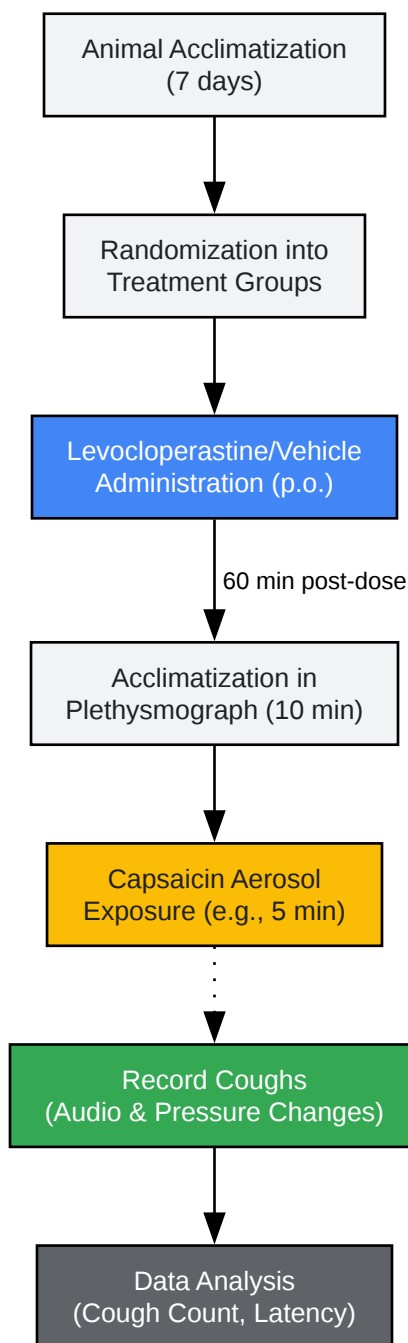 Animal Acclimatization
(7 days)
Randomization into
Treatment Groups
Levocloperastine/Vehicle
Administration (p.o.)
60 min post-dose
Acclimatization in
Plethysmograph (10 min)
Capsaicin Aerosol
Exposure (e.g., 5 min)
Record Coughs
(Audio & Pressure Changes)
Data Analysis
(Cough Count, Latency)